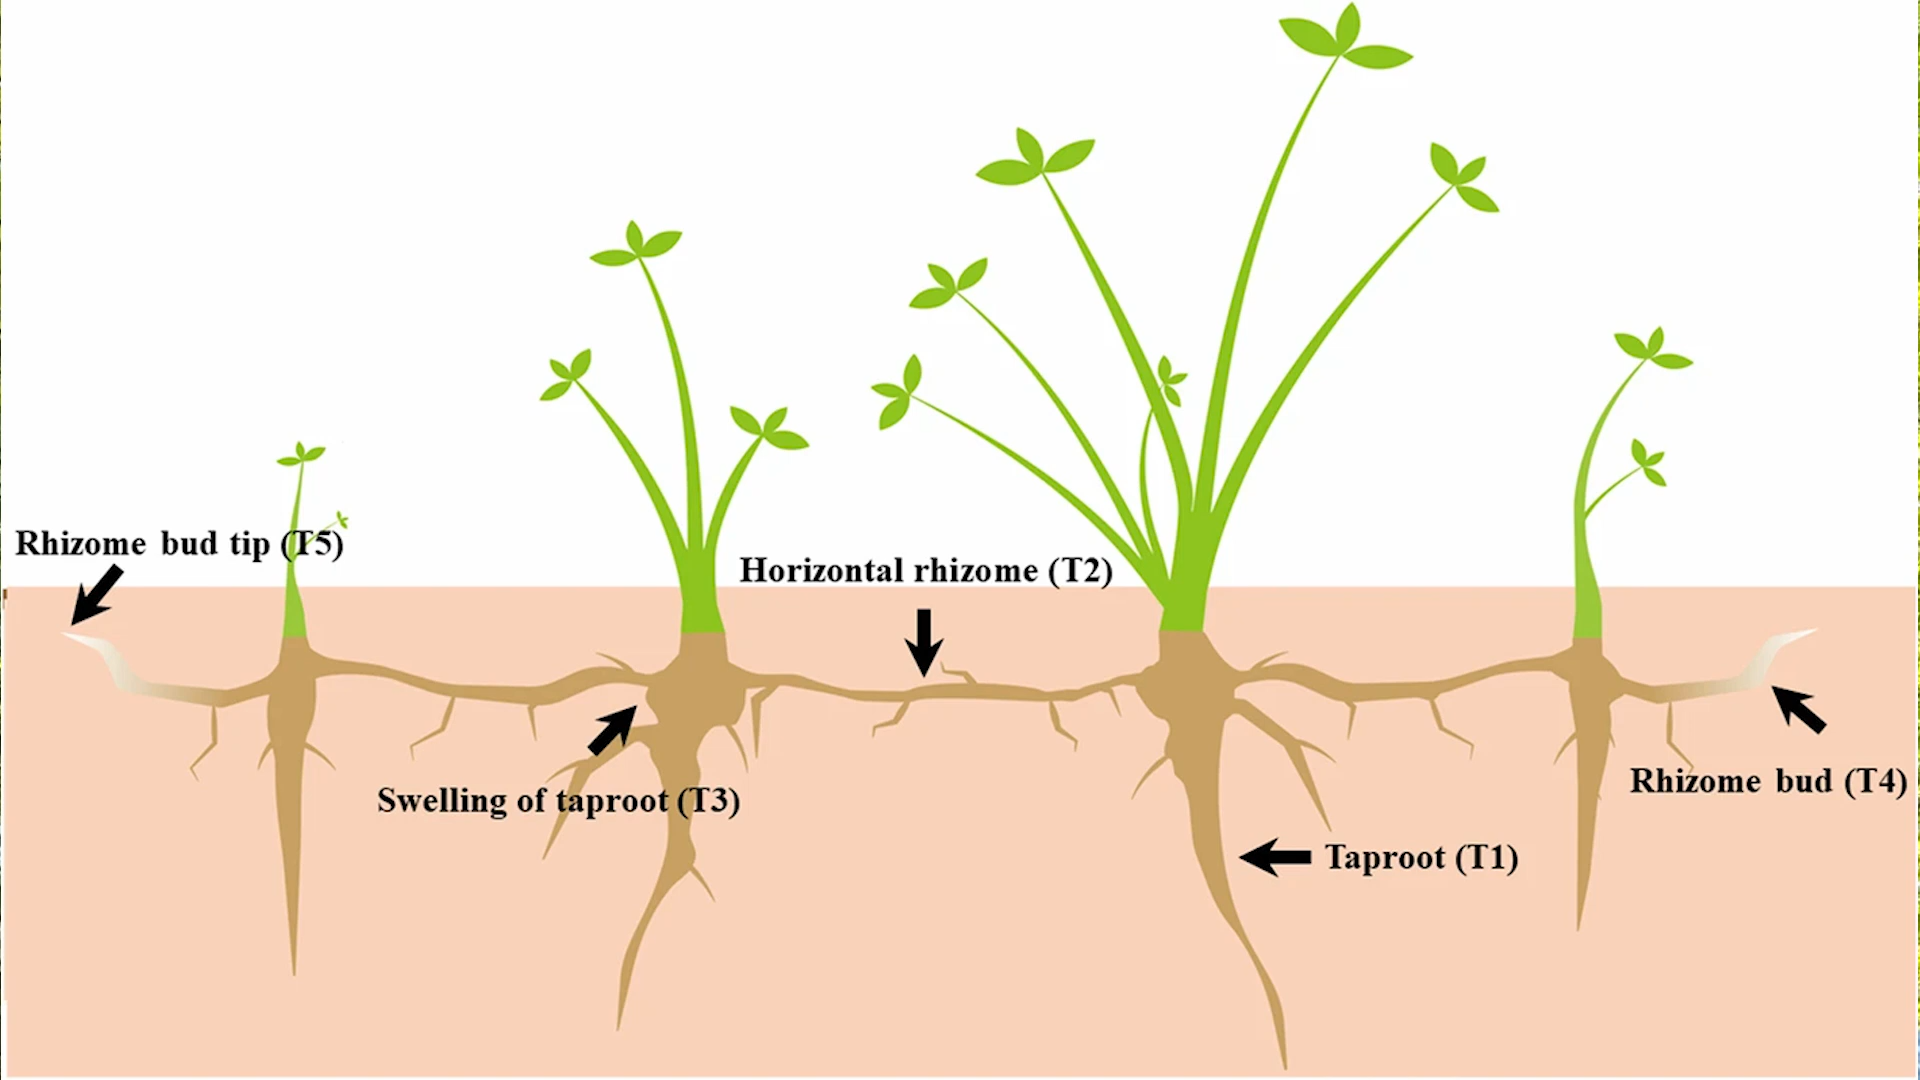 Rhizome bud tip (T5)
Horizontal rhizome (T2)
Swelling of taproot (T3)
Rhizome bud (T4)
Taproot (T1)